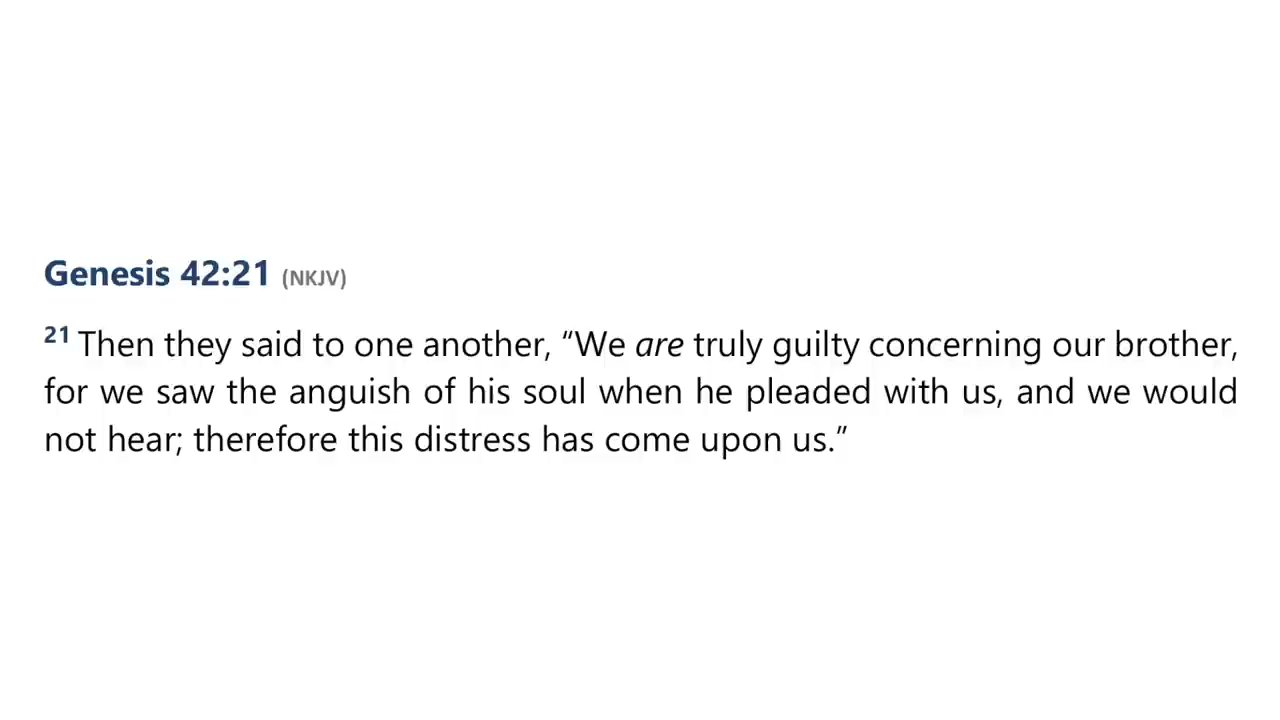 Genesis 42:21 (NKJV)
21 Then they said to one another, “We are truly guilty concerning our brother,
for we saw the anguish of his soul when he pleaded with us, and we would
not hear; therefore this distress has come upon us.”